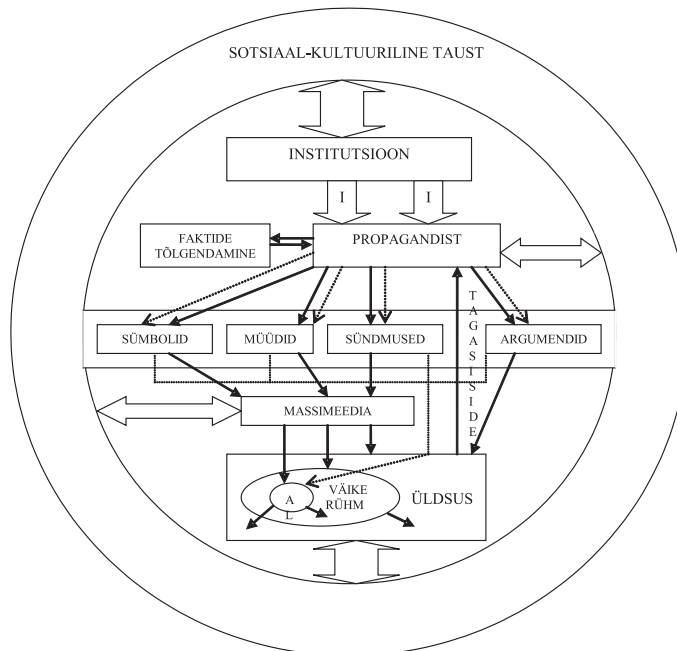 SOTSIAAL-KULTUURILINE TAUST
INSTITUTSIOON
I I
FAKTIDE
TÕLGENDAMINE
PROPAGANDIST
SÜMBOLID MÜÜDID SÜNDMUSED ARGUMENDID
TAGASISIDE
MASSIMEEDIA
VÄIKE
RÜHM
A
L
ÜLDSUS